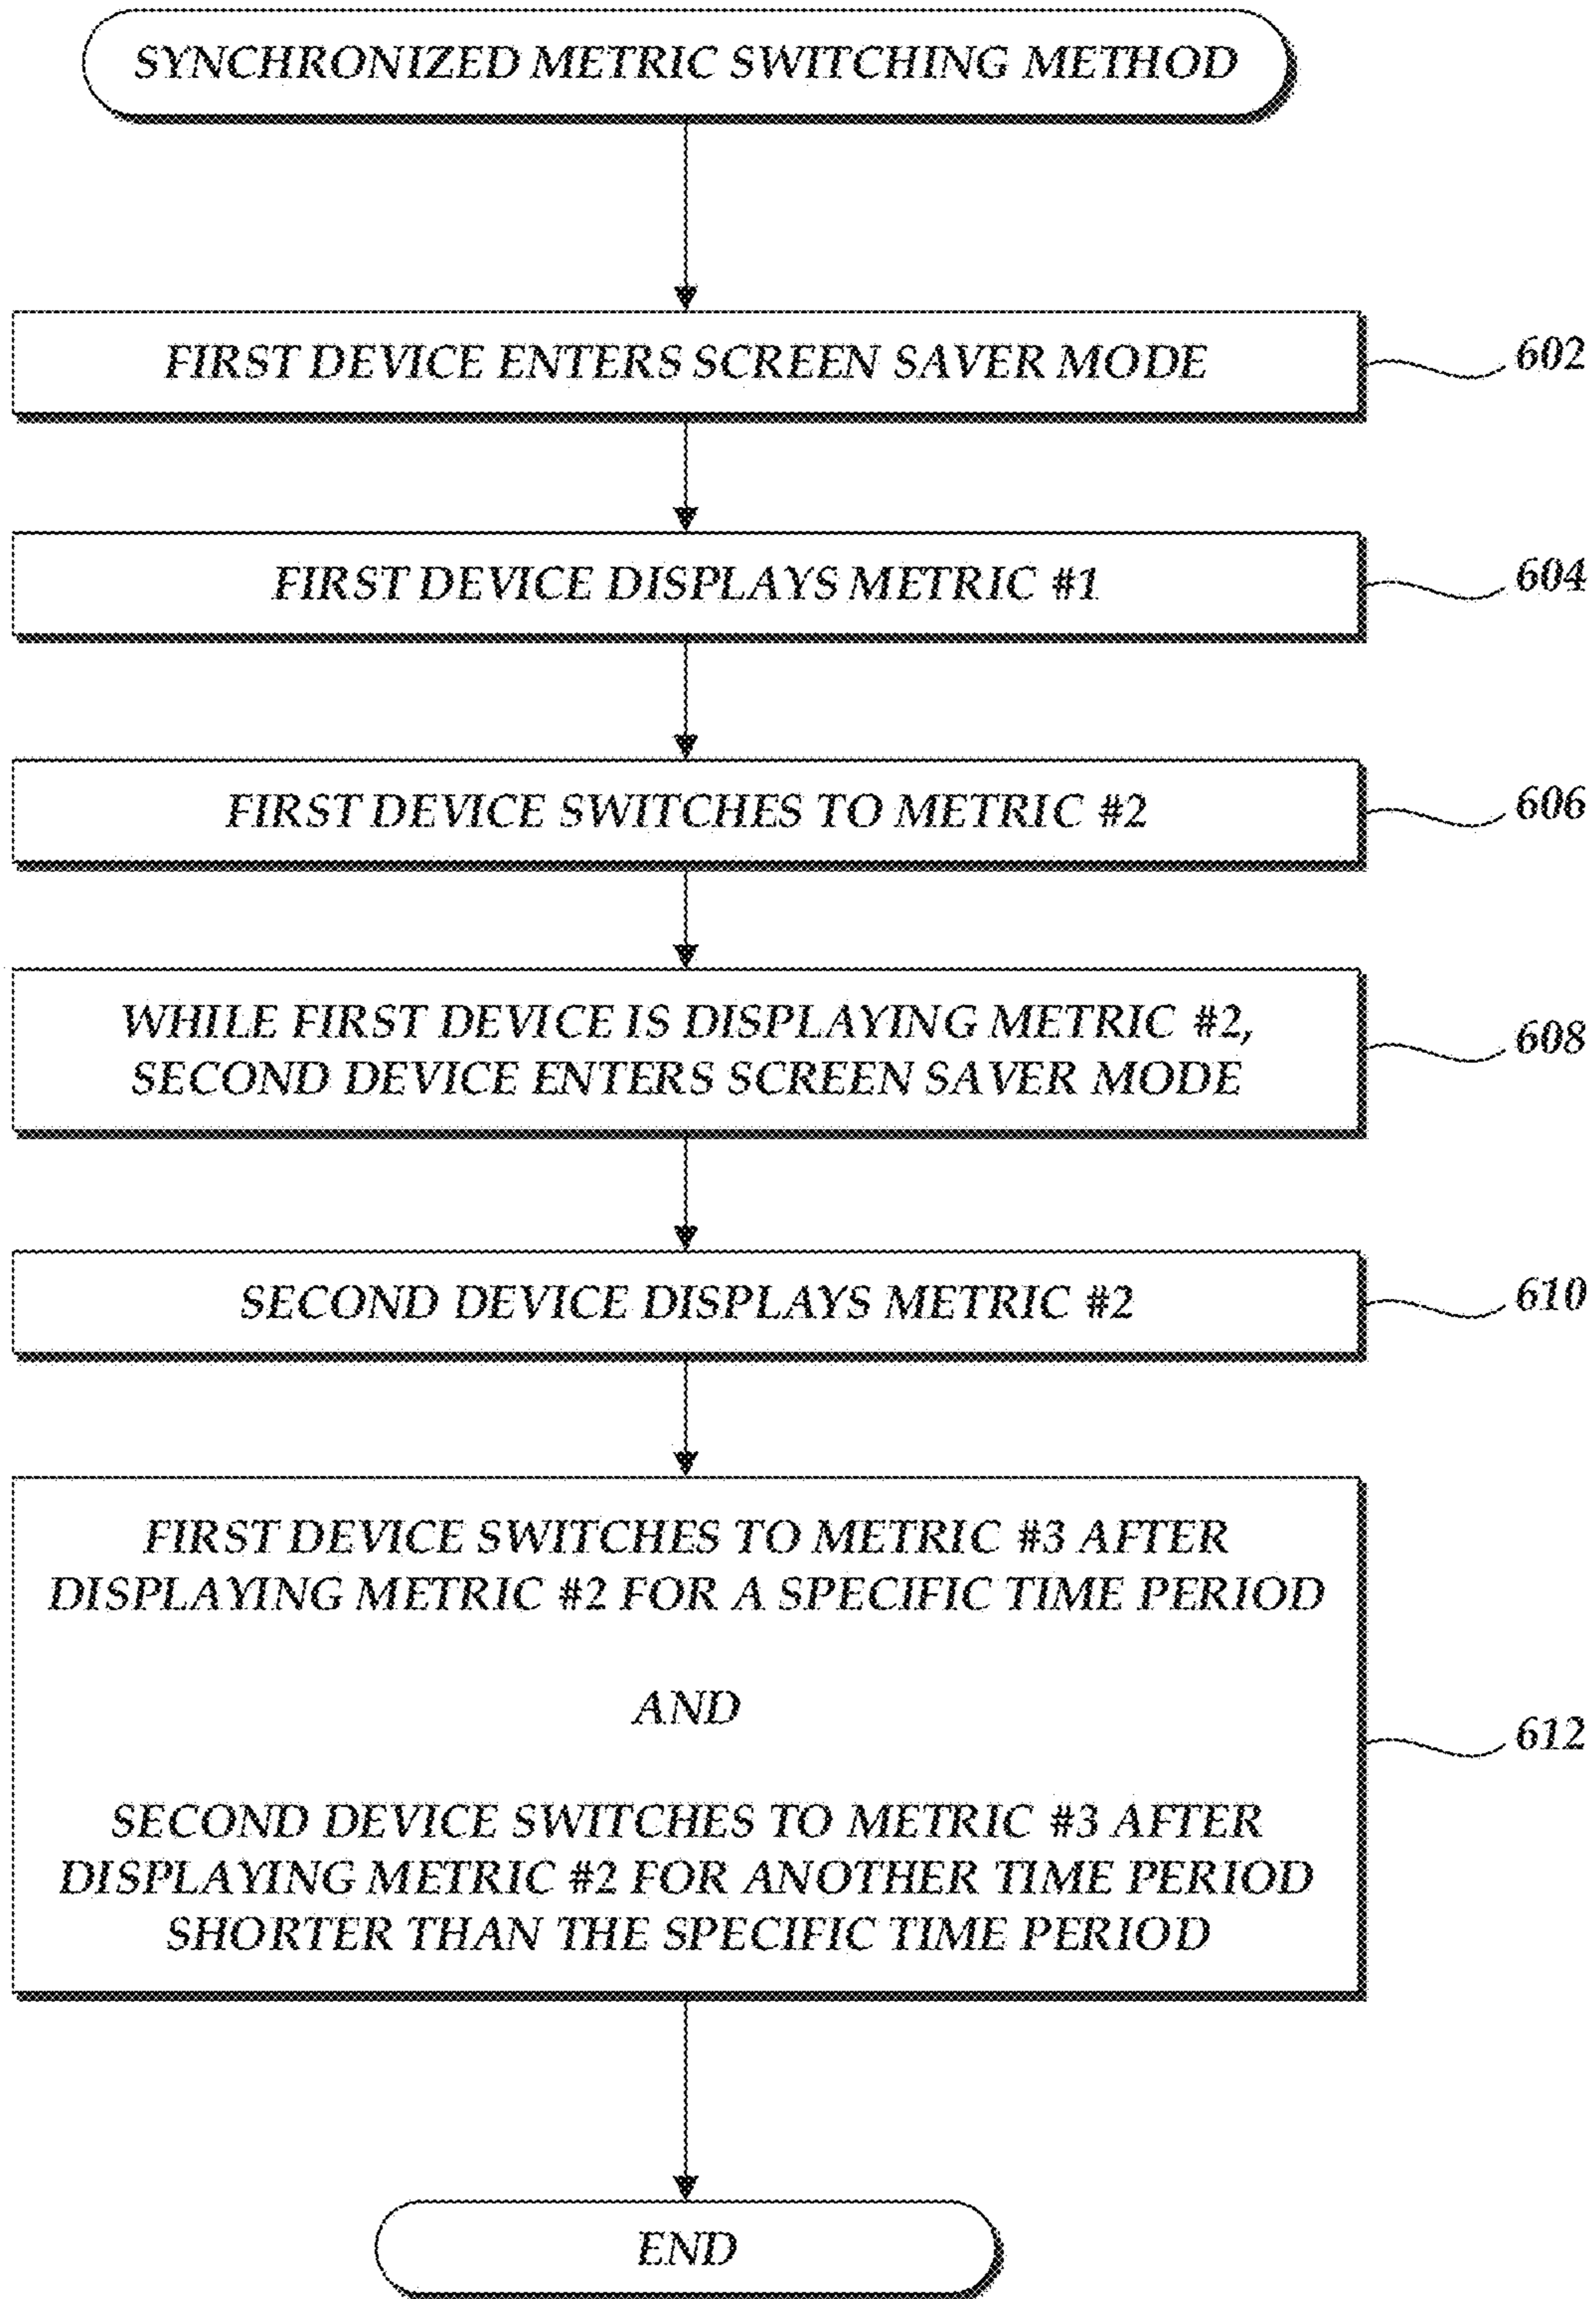 SYNCHRONIZED METRIC SWITCHING METHOD
FIRST DEVICE ENTERS SCREEN SAVER MODE
602
FIRST DEVICE DISPLAYS METRIC #1
604
FIRST DEVICE SWITCHES TO METRIC #2
606
WHILE FIRST DEVICE IS DISPLAYING METRIC #2,
SECOND DEVICE ENTERS SCREEN SAVER MODE
608
SECOND DEVICE DISPLAYS METRIC #2
610
FIRST DEVICE SWITCHES TO METRIC #3 AFTER
DISPLAYING METRIC #2 FOR A SPECIFIC TIME PERIOD
AND
SECOND DEVICE SWITCHES TO METRIC #3 AFTER
DISPLAYING METRIC #2 FOR ANOTHER TIME PERIOD
SHORTER THAN THE SPECIFIC TIME PERIOD
612
END